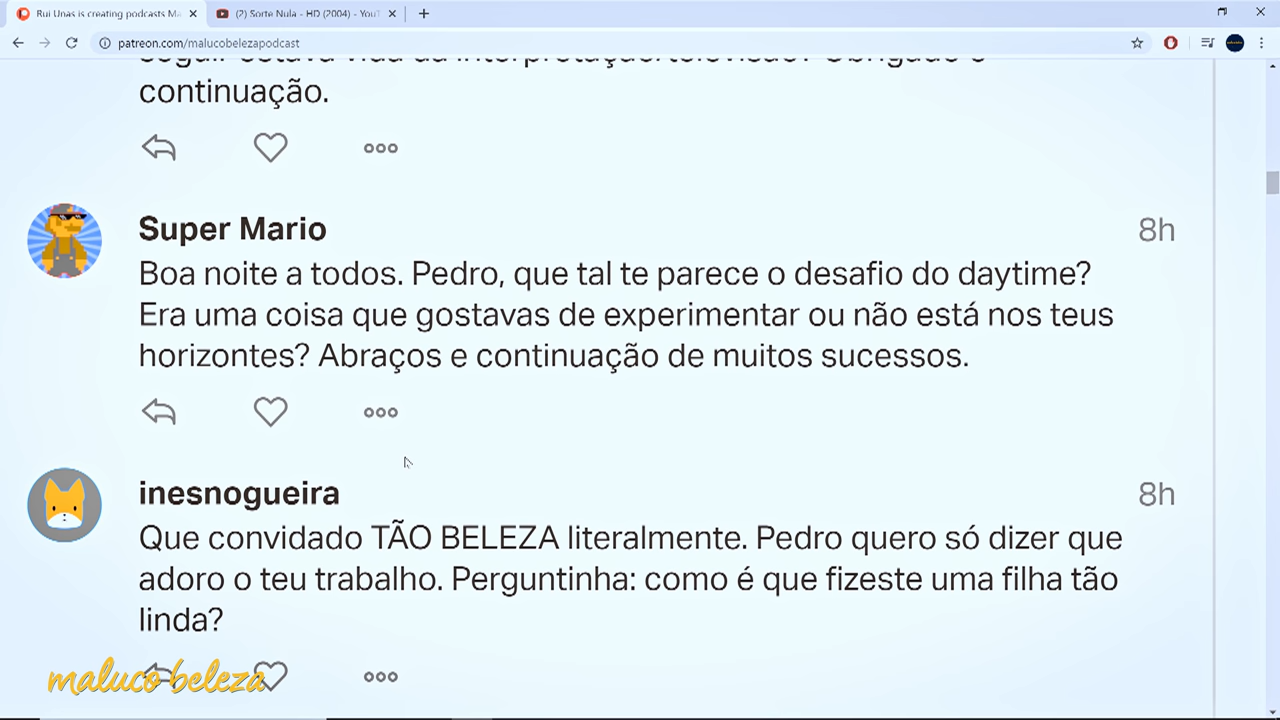 Rui Unas is creating podcasts Ma
(2) Sorte Nula - HD (2004) - YouT
patreon.com/malucobelezapodcast
continuação.
Super Mario
8h
Boa noite a todos. Pedro, que tal te parece o desafio do daytime?
Era uma coisa que gostavas de experimentar ou não está nos teus
horizontes? Abraços e continuação de muitos sucessos.
inesnogueira
8h
Que convidado TÃO BELEZA literalmente. Pedro quero só dizer que
adoro o teu trabalho. Perguntinha: como é que fizeste uma filha tão
linda?
maluco beleza